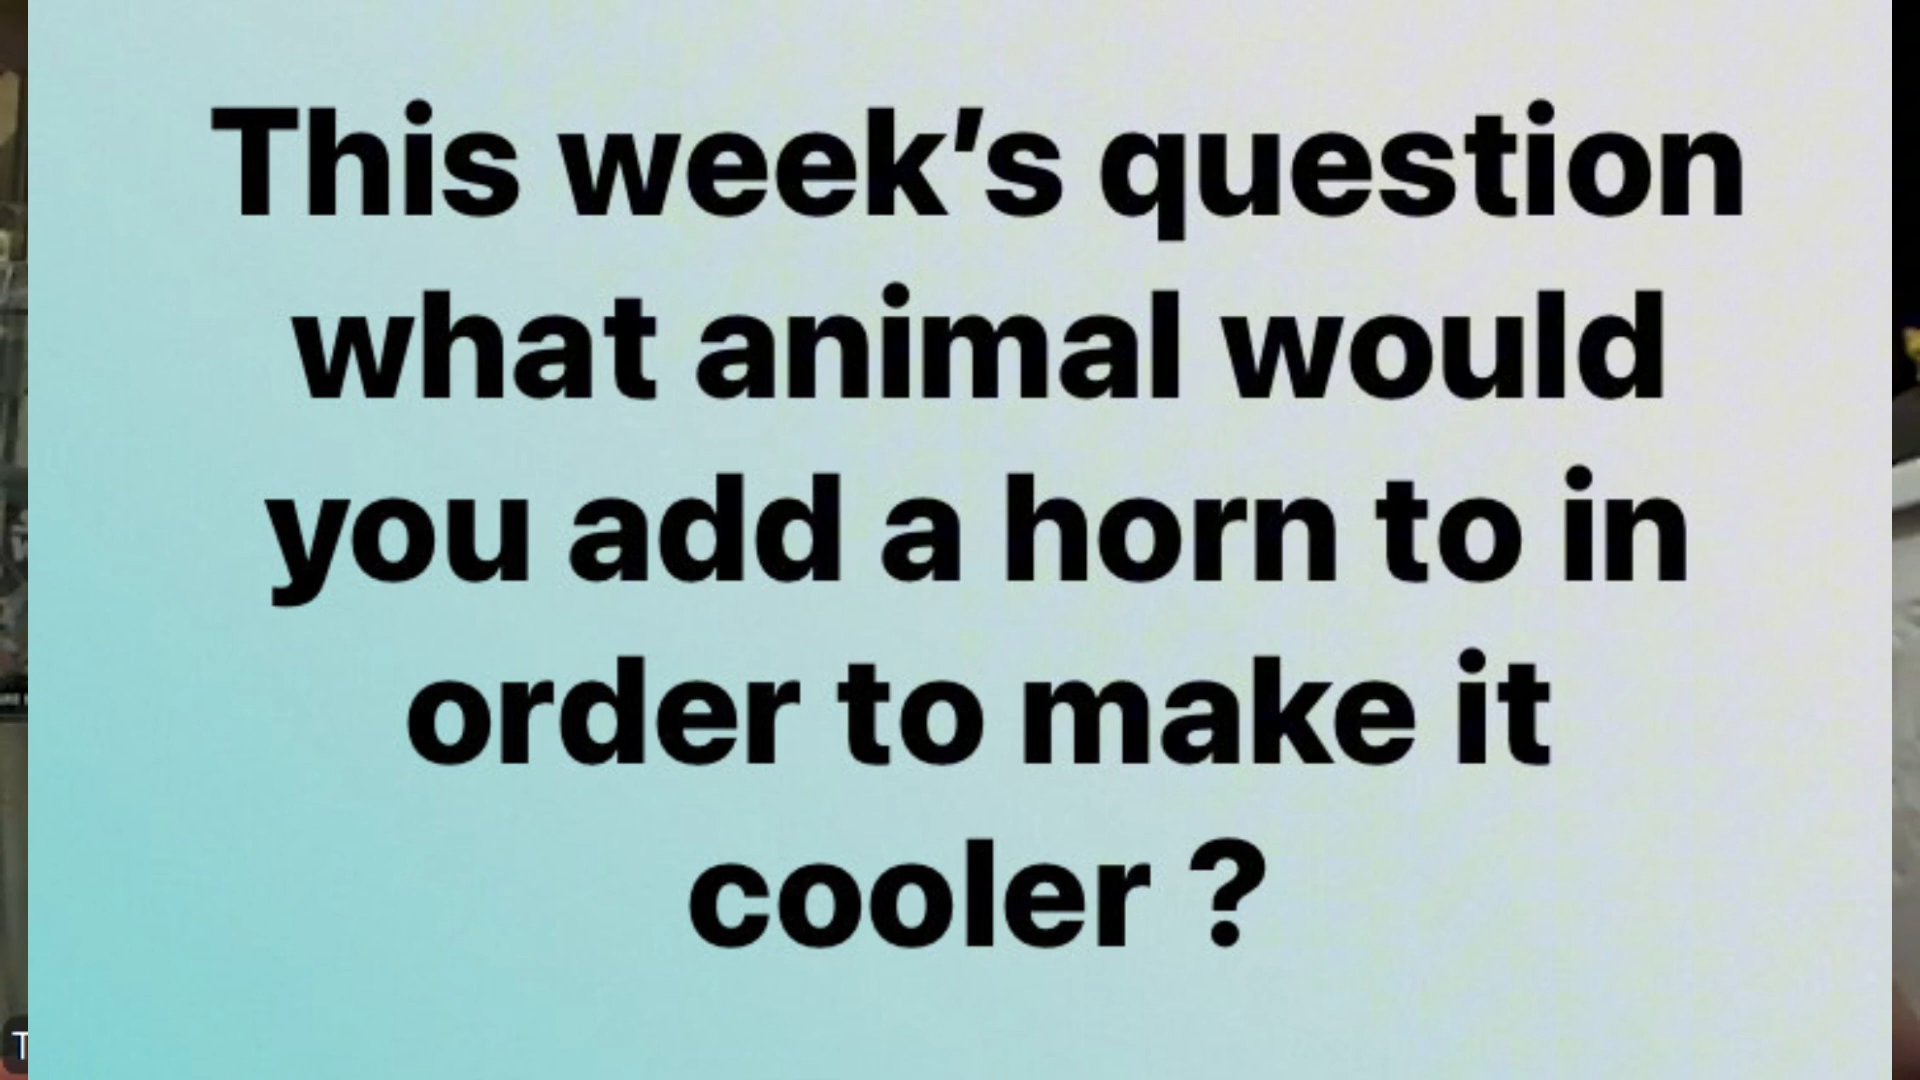 This week’s question
what animal would
you add a horn to in
order to make it
cooler ?
T